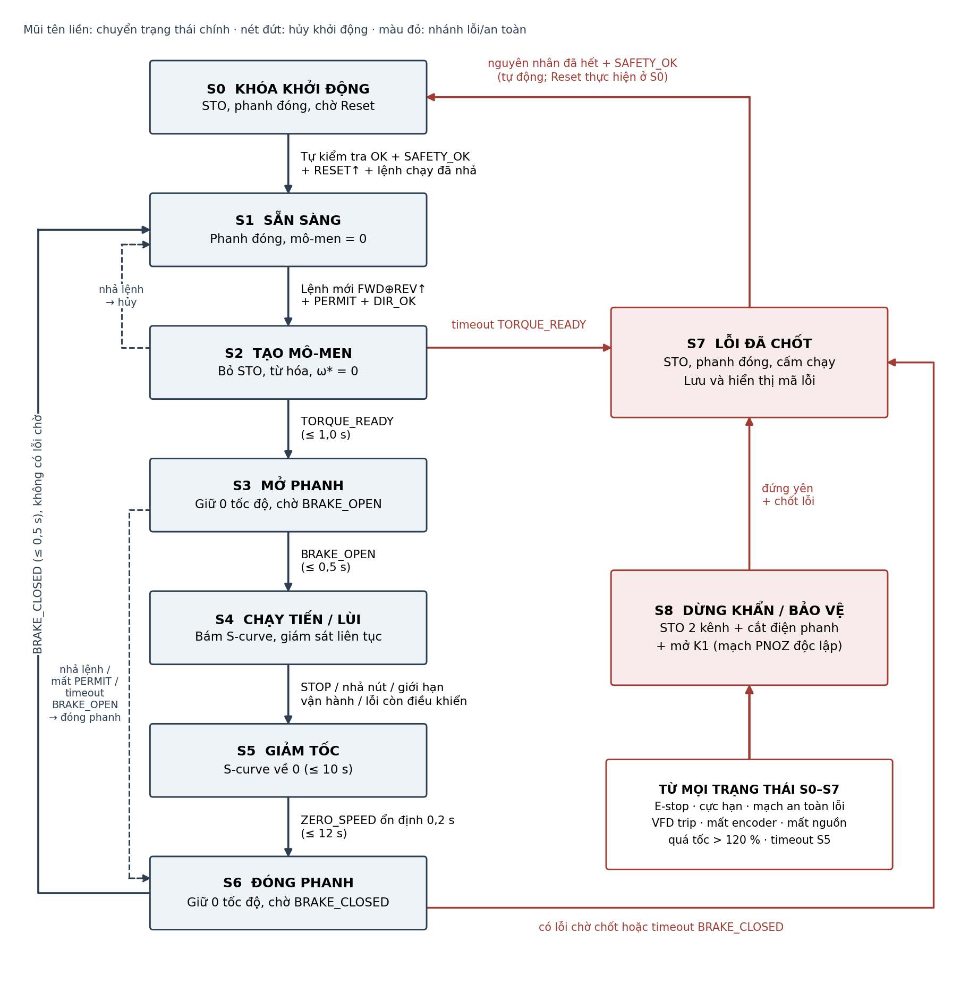 Mũi tên liền: chuyển trạng thái chính · nét đứt: hủy khởi động · màu đỏ: nhánh lỗi/an toàn
nguyên nhân đã hết + SAFETY_OK
(tự động; Reset thực hiện ở S0)
S0 KHÓA KHỞI ĐỘNG
STO, phanh đóng, chờ Reset
Tự kiểm tra OK + SAFETY_OK
+ RESET↑ + lệnh chạy đã nhả
S1 SẴN SÀNG
Phanh đóng, mô-men = 0
nhả lệnh
→ hủy
Lệnh mới FWD⊕REV↑
+ PERMIT + DIR_OK
timeout TORQUE_READY
S2 TẠO MÔ-MEN
Bỏ STO, từ hóa, ω* = 0
S7 LỖI ĐÃ CHỐT
STO, phanh đóng, cấm chạy
Lưu và hiển thị mã lỗi
TORQUE_READY
(≤ 1,0 s)
BRAKE_CLOSED (≤ 0,5 s), không có lỗi chờ
S3 MỞ PHANH
Giữ 0 tốc độ, chờ BRAKE_OPEN
đứng yên
+ chốt lỗi
BRAKE_OPEN
(≤ 0,5 s)
S4 CHẠY TIẾN / LÙI
Bám S-curve, giám sát liên tục
S8 DỪNG KHẨN / BẢO VỆ
STO 2 kênh + cắt điện phanh
+ mở K1 (mạch PNOZ độc lập)
nhả lệnh /
mất PERMIT /
timeout
BRAKE_OPEN
→ đóng phanh
STOP / nhả nút / giới hạn
vận hành / lỗi còn điều khiển
S5 GIẢM TỐC
S-curve về 0 (≤ 10 s)
TỪ MỌI TRẠNG THÁI S0–S7
E-stop · cực hạn · mạch an toàn lỗi
VFD trip · mất encoder · mất nguồn
quá tốc > 120 % · timeout S5
ZERO_SPEED ổn định 0,2 s
(≤ 12 s)
S6 ĐÓNG PHANH
Giữ 0 tốc độ, chờ BRAKE_CLOSED
có lỗi chờ chốt hoặc timeout BRAKE_CLOSED